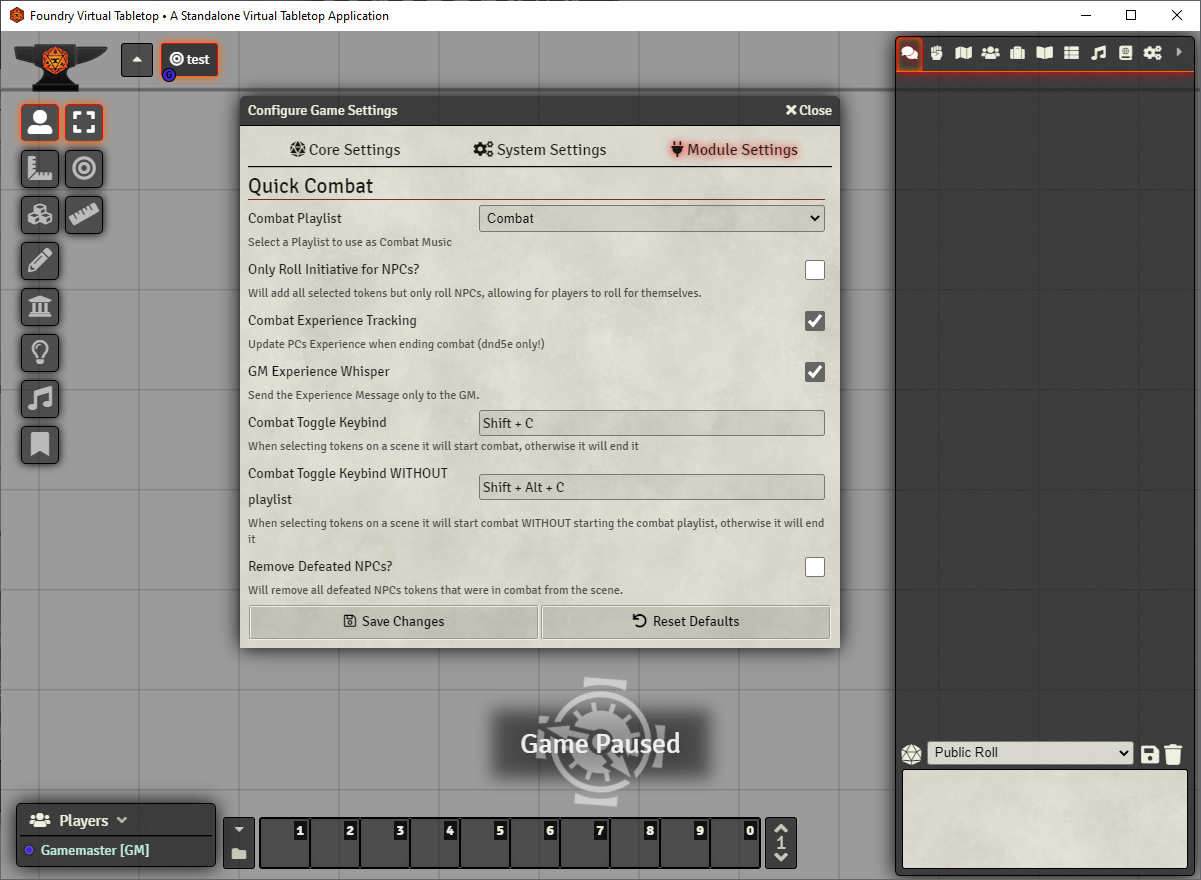 Foundry Virtual Tabletop • A Standalone Virtual Tabletop Application
test
G
Configure Game Settings
Close
Core Settings
System Settings
Module Settings
Quick Combat
Combat Playlist
Combat
Select a Playlist to use as Combat Music
Only Roll Initiative for NPCs?
Will add all selected tokens but only roll NPCs, allowing for players to roll for themselves.
Combat Experience Tracking
Update PCs Experience when ending combat (dnd5e only!)
GM Experience Whisper
Send the Experience Message only to the GM.
Combat Toggle Keybind
Shift + C
When selecting tokens on a scene it will start combat, otherwise it will end it
Combat Toggle Keybind WITHOUT
playlist
Shift + Alt + C
When selecting tokens on a scene it will start combat WITHOUT starting the combat playlist, otherwise it will end
it
Remove Defeated NPCs?
Will remove all defeated NPCs tokens that were in combat from the scene.
Save Changes
Reset Defaults
Game Paused
Public Roll
Players
Gamemaster [GM]
1 2 3 4 5 6 7 8 9 0
1